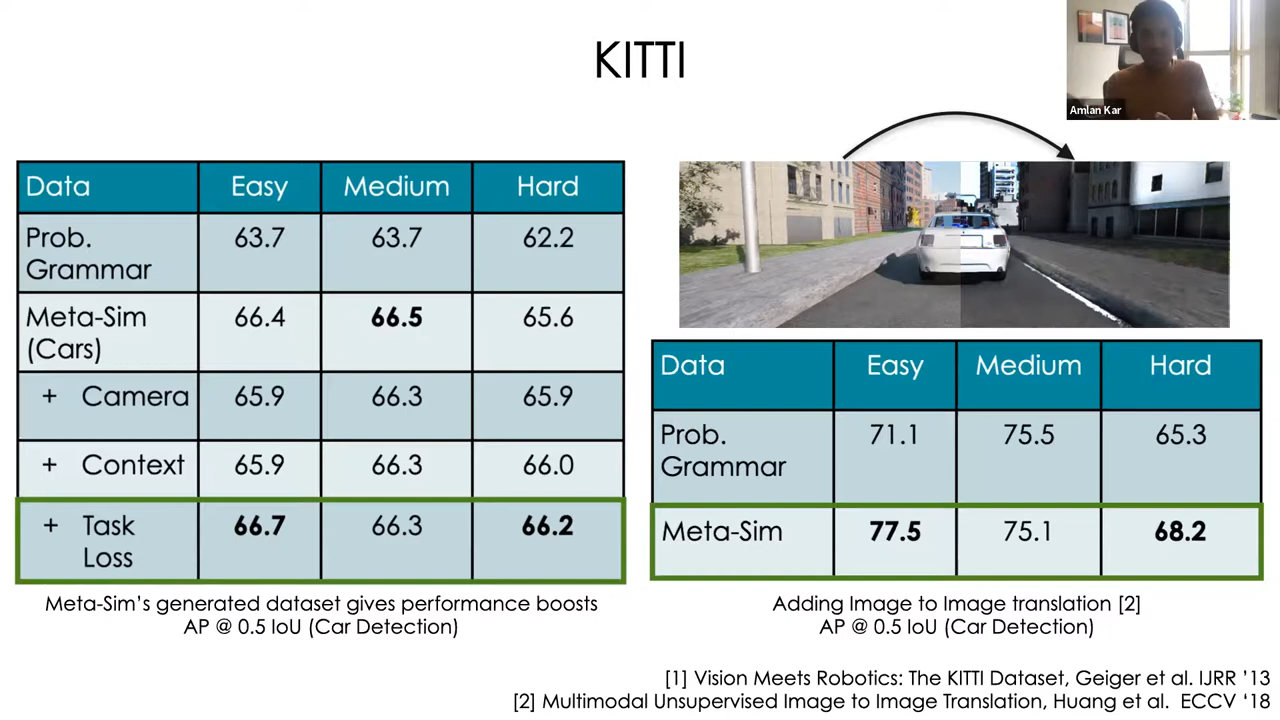 KITTI
Amlan Kar
Data Easy Medium Hard
Prob. Grammar 63.7 63.7 62.2
Meta-Sim (Cars) 66.4 66.5 65.6
+ Camera 65.9 66.3 65.9
+ Context 65.9 66.3 66.0
+ Task Loss 66.7 66.3 66.2
Meta-Sim's generated dataset gives performance boosts
AP @ 0.5 IoU (Car Detection)
Data Easy Medium Hard
Prob. Grammar 71.1 75.5 65.3
Meta-Sim 77.5 75.1 68.2
Adding Image to Image translation [2]
AP @ 0.5 IoU (Car Detection)
[1] Vision Meets Robotics: The KITTI Dataset, Geiger et al. IJRR '13
[2] Multimodal Unsupervised Image to Image Translation, Huang et al. ECCV '18